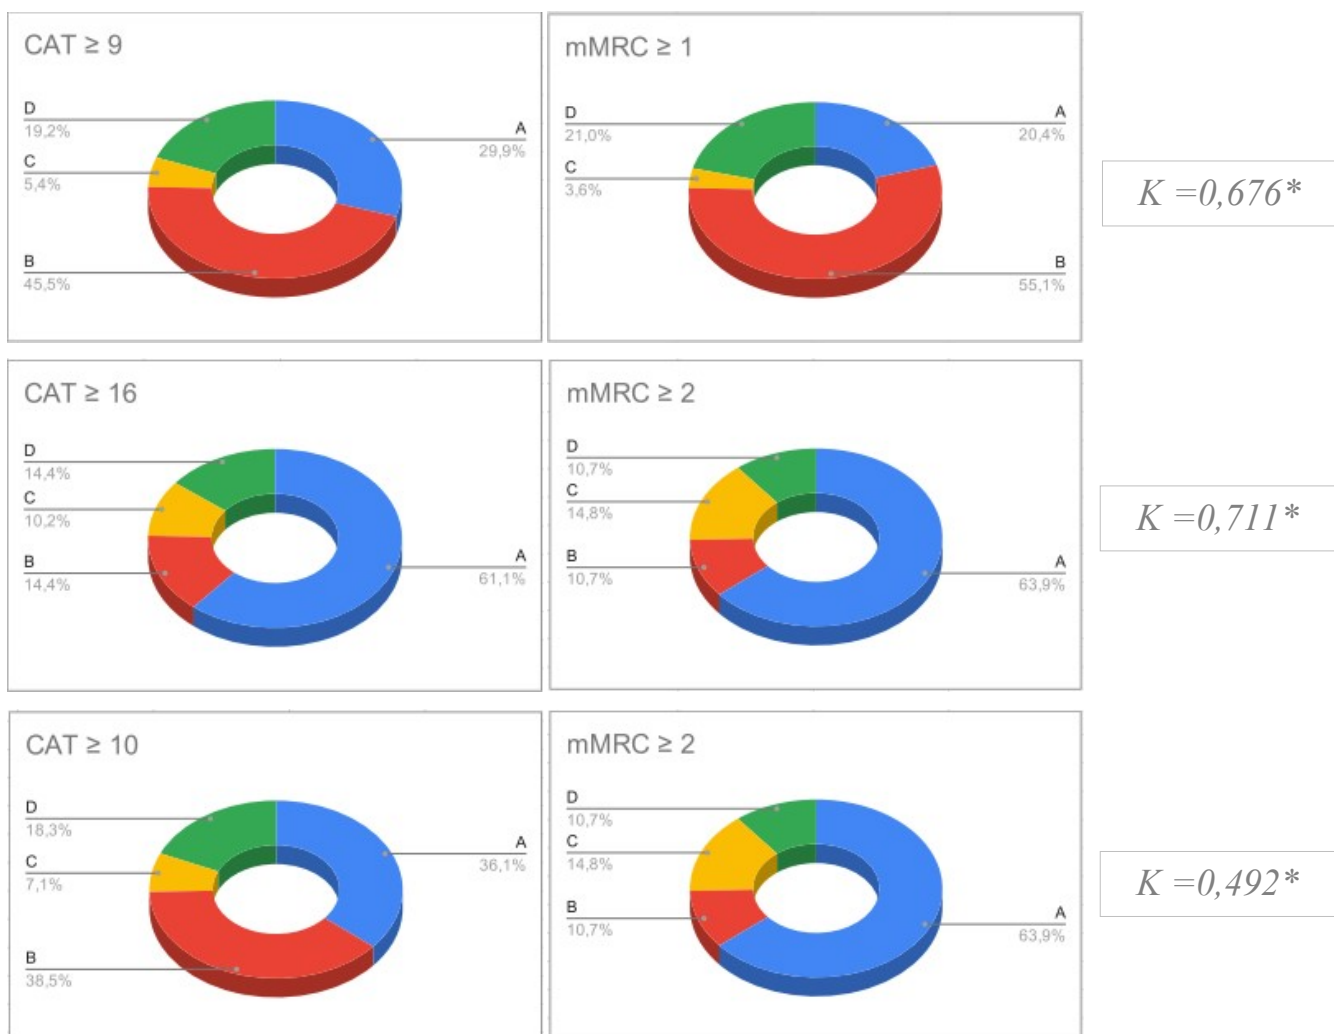 CAT ≥ 9
D
19,2%
C
5,4%
B
45,5%
A
29,9%
mMRC ≥ 1
D
21,0%
C
3,6%
A
20,4%
B
55,1%
K =0,676*
CAT ≥ 16
D
14,4%
C
10,2%
B
14,4%
A
61,1%
mMRC ≥ 2
D
10,7%
C
14,8%
B
10,7%
A
63,9%
K =0,711*
CAT ≥ 10
D
18,3%
C
7,1%
B
38,5%
A
36,1%
mMRC ≥ 2
D
10,7%
C
14,8%
B
10,7%
A
63,9%
K =0,492*